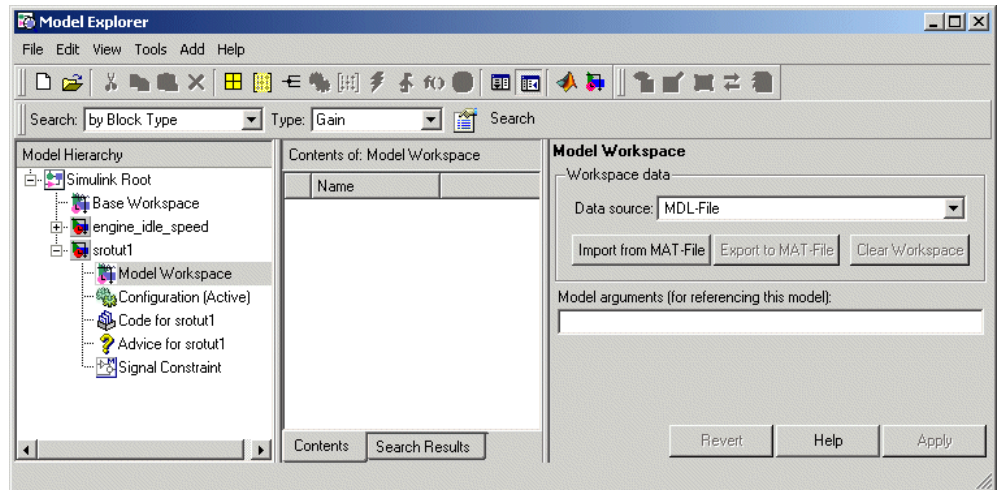 Model Explorer
File Edit View Tools Add Help
Search: by Block Type Type: Gain Search
Model Hierarchy
Simulink Root
Base Workspace
engine_idle_speed
srotut1
Model Workspace
Configuration (Active)
Code for srotut1
Advice for srotut1
Signal Constraint
Contents of: Model Workspace
Name
Contents Search Results
Model Workspace
Workspace data
Data source: MDL-File
Import from MAT-File Export to MAT-File Clear Workspace
Model arguments (for referencing this model):
Revert Help Apply